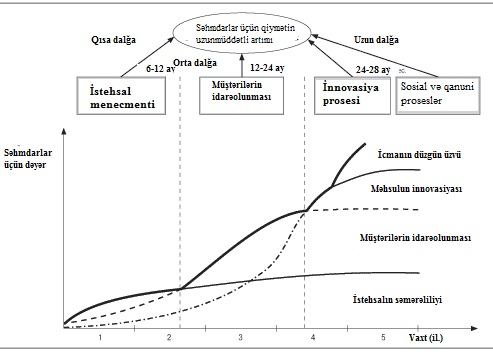 Səhmdarlar üçün qiymətin
uzunmüddətli artımı
Qısa dalğa
Uzun dalğa
Orta dalğa
6-12 ay
12-24 ay
24-28 ay
İstehsal
menecmenti
Müştərilərin
idarəolunması
İnnovasiya
prosesi
Sosial və qanuni
prosesler
Səhmdarlar
üçün dəyər
İcmanın düzgün üzvü
Məhsulun innovasiyası
Müştərilərin idarəolunması
İstehsalın səmərəliliyi
1 2 3 4 5 Vaxt (il.)